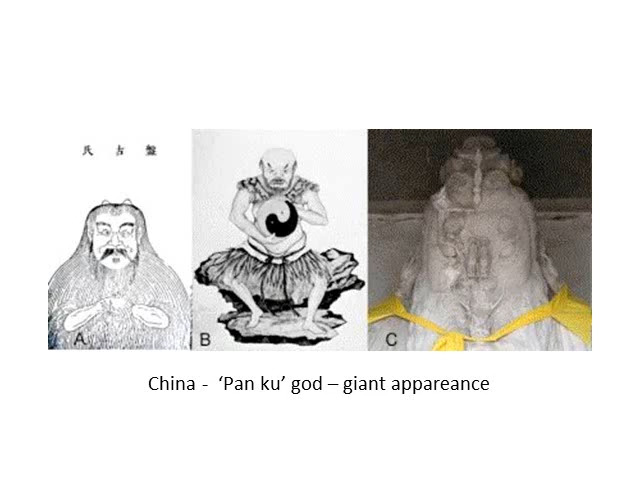 氏 古 盤
A
B
C
China - ‘Pan ku’ god – giant appareance